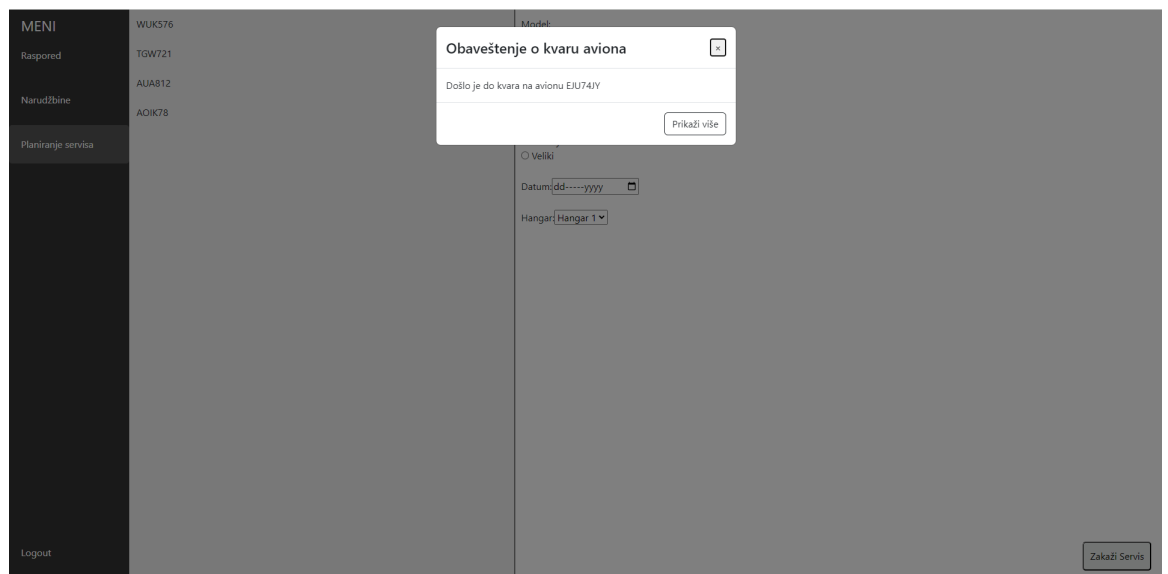 MENI
Raspored
Narudžbine
Planiranje servisa
Logout
WUK576
TGW721
AUA812
AOIK78
Obaveštenje o kvaru aviona
×
Došlo je do kvara na avionu EJU74JY
Prikaži više
Model:
Veliki
Datum: dd-----yyyy
Hangar: Hangar 1
Zakaži Servis